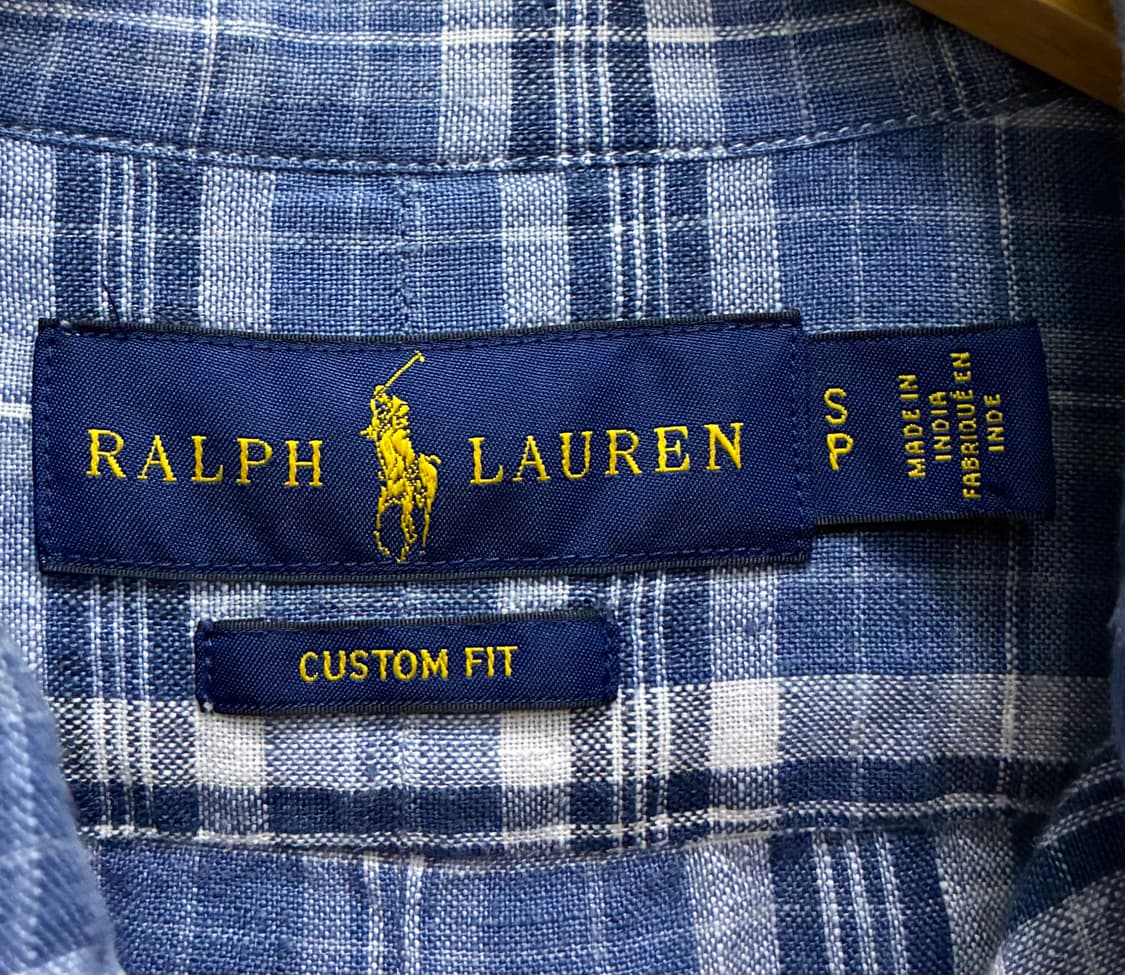 RALPH LAUREN
S
P
MADE IN
INDIA
FABRIQUÉ EN
INDE
CUSTOM FIT